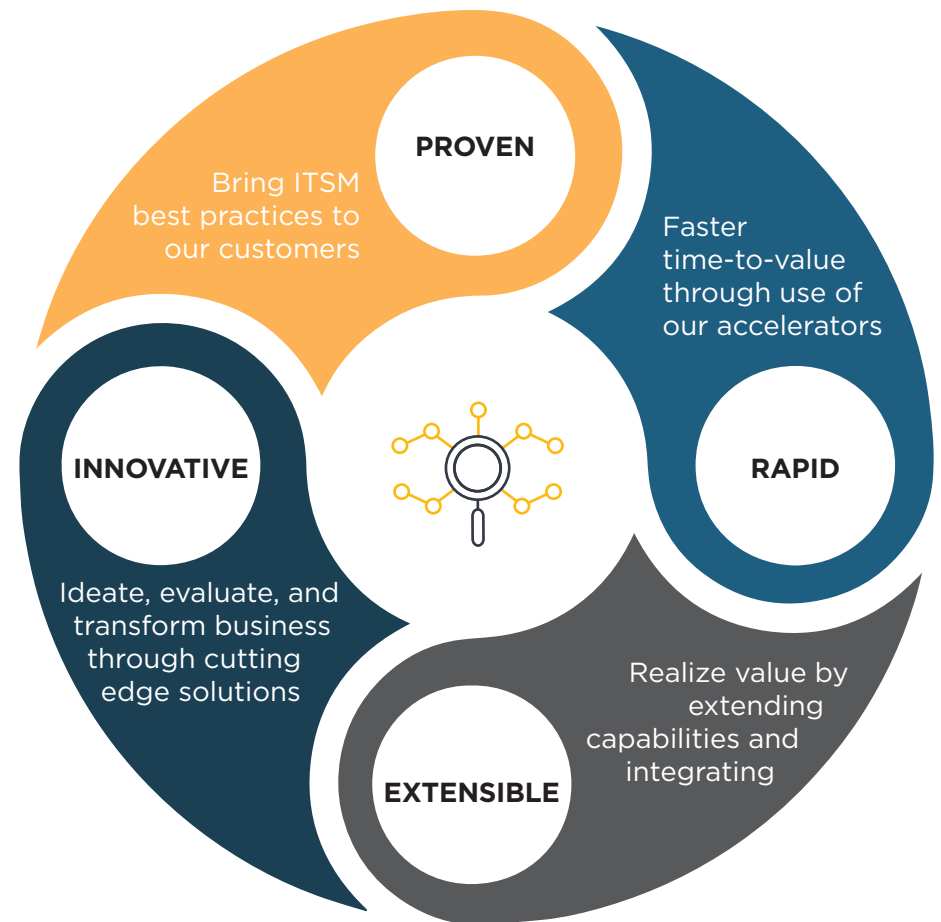 PROVEN
Bring ITSM
best practices to
our customers
Faster
time-to-value
through use of
our accelerators
RAPID
INNOVATIVE
Ideate, evaluate, and
transform business
through cutting
edge solutions
Realize value by
extending
capabilities and
integrating
EXTENSIBLE